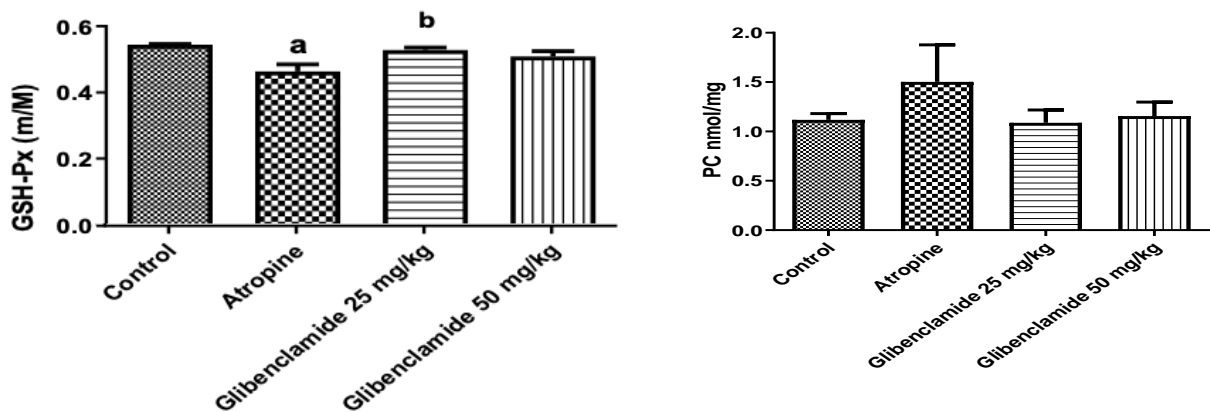 GSH-Px (m/M)
0.6
0.4
0.2
0.0
a
b
Control
Atropine
Glibenclamide 25 mg/kg
Glibenclamide 50 mg/kg
PC nmol/mg
2.0
1.5
1.0
0.5
0.0
Control
Atropine
Glibenclamide 25 mg/kg
Glibenclamide 50 mg/kg